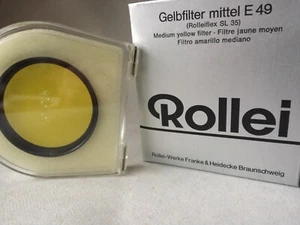 Gelbfilter mittel E 49
(Rolleiflex SL 35)
Medium yellow filter - Filtre jaune moyen
Filtro amarillo mediano
Rollei
Rollei-Werke Franke & Heidecke Braunschweig